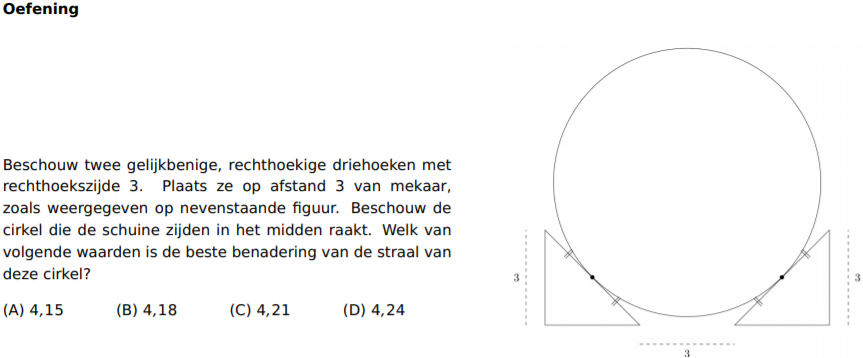 Oefening
Beschouw twee gelijkbenige, rechthoekige driehoeken met
rechthoekszijde 3. Plaats ze op afstand 3 van mekaar,
zoals weergegeven op nevenstaande figuur. Beschouw de
cirkel die de schuine zijden in het midden raakt. Welk van
volgende waarden is de beste benadering van de straal van
deze cirkel?
(A) 4,15 (B) 4,18 (C) 4,21 (D) 4,24
3
3
3